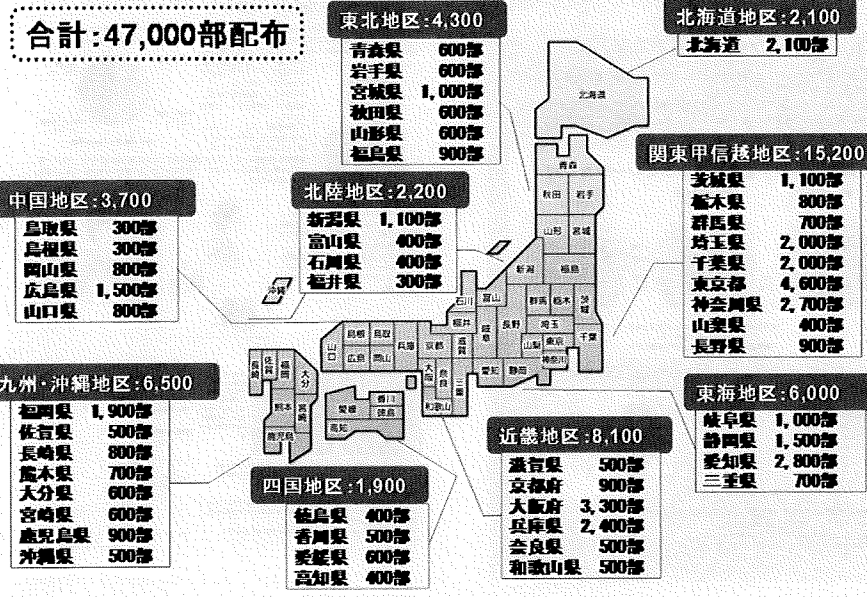 合計:47,000部配布
東北地区:4,300
青森県 600部
岩手県 600部
宮城県 1,000部
秋田県 600部
山形県 600部
福島県 900部
北海道地区:2,100
北海道 2,100部
関東甲信越地区:15,200
茨城県 1,100部
栃木県 800部
群馬県 700部
埼玉県 2,000部
千葉県 2,000部
東京都 4,600部
神奈川県 2,700部
山梨県 400部
長野県 900部
中国地区:3,700
鳥取県 300部
島根県 300部
岡山県 800部
広島県 1,500部
山口県 800部
北陸地区:2,200
新潟県 1,100部
富山県 400部
石川県 400部
福井県 300部
九州・沖縄地区:6,500
福岡県 1,900部
佐賀県 500部
長崎県 800部
熊本県 700部
大分県 600部
宮崎県 600部
鹿児島県 900部
沖縄県 500部
四国地区:1,900
徳島県 400部
香川県 500部
愛媛県 600部
高知県 400部
近畿地区:8,100
滋賀県 500部
京都府 900部
大阪府 3,300部
兵庫県 2,400部
奈良県 500部
和歌山県 500部
東海地区:6,000
岐阜県 1,000部
静岡県 1,500部
愛知県 2,800部
三重県 700部
北海道
青森
秋田 岩手
山形 宮城
新潟 福島
石川 富山 群馬 栃木 茨城
福井 岐阜 長野 埼玉 千葉
山梨 東京
神奈川
山口 島根 鳥取 兵庫 京都 滋賀
広島 岡山 大阪 奈良 三重 愛知 静岡
和歌山
沖縄
長崎 佐賀 福岡 大分
熊本 宮崎
鹿児島
愛媛 香川
徳島
高知